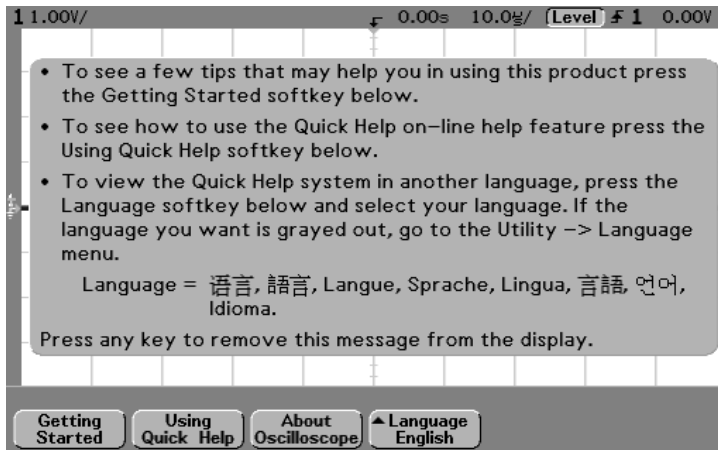 1 1.00V/ 0.00s 10.0㎲/ Level 1 0.00V
• To see a few tips that may help you in using this product press
the Getting Started softkey below.
• To see how to use the Quick Help on-line help feature press the
Using Quick Help softkey below.
• To view the Quick Help system in another language, press the
Language softkey below and select your language. If the
language you want is grayed out, go to the Utility -> Language
menu.
Language = 语言, 語言, Langue, Sprache, Lingua, 言語, 언어,
Idioma.
Press any key to remove this message from the display.
Getting Started
Using Quick Help
About Oscilloscope
Language English